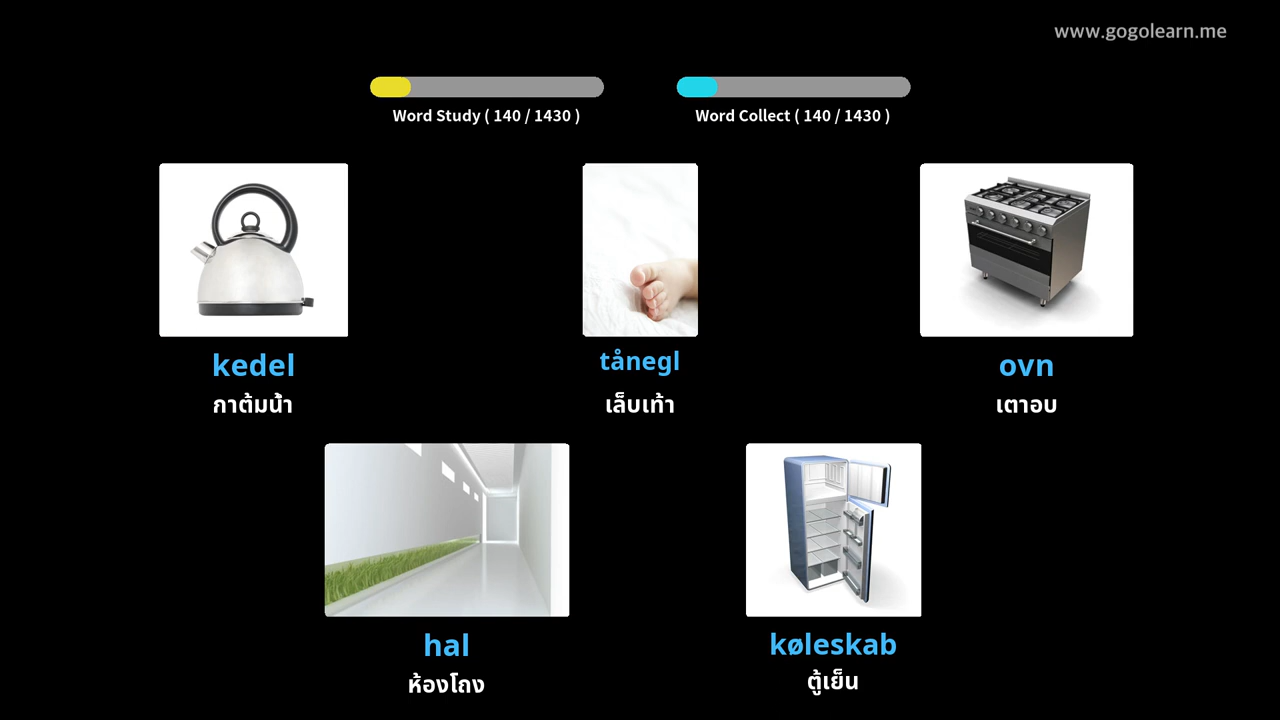 www.gogolearn.me
Word Study ( 140 / 1430 )
Word Collect ( 140 / 1430 )
kedel
กาต้มน้ำ
tånegl
เล็บเท้า
ovn
เตาอบ
hal
ห้องโถง
køleskab
ตู้เย็น